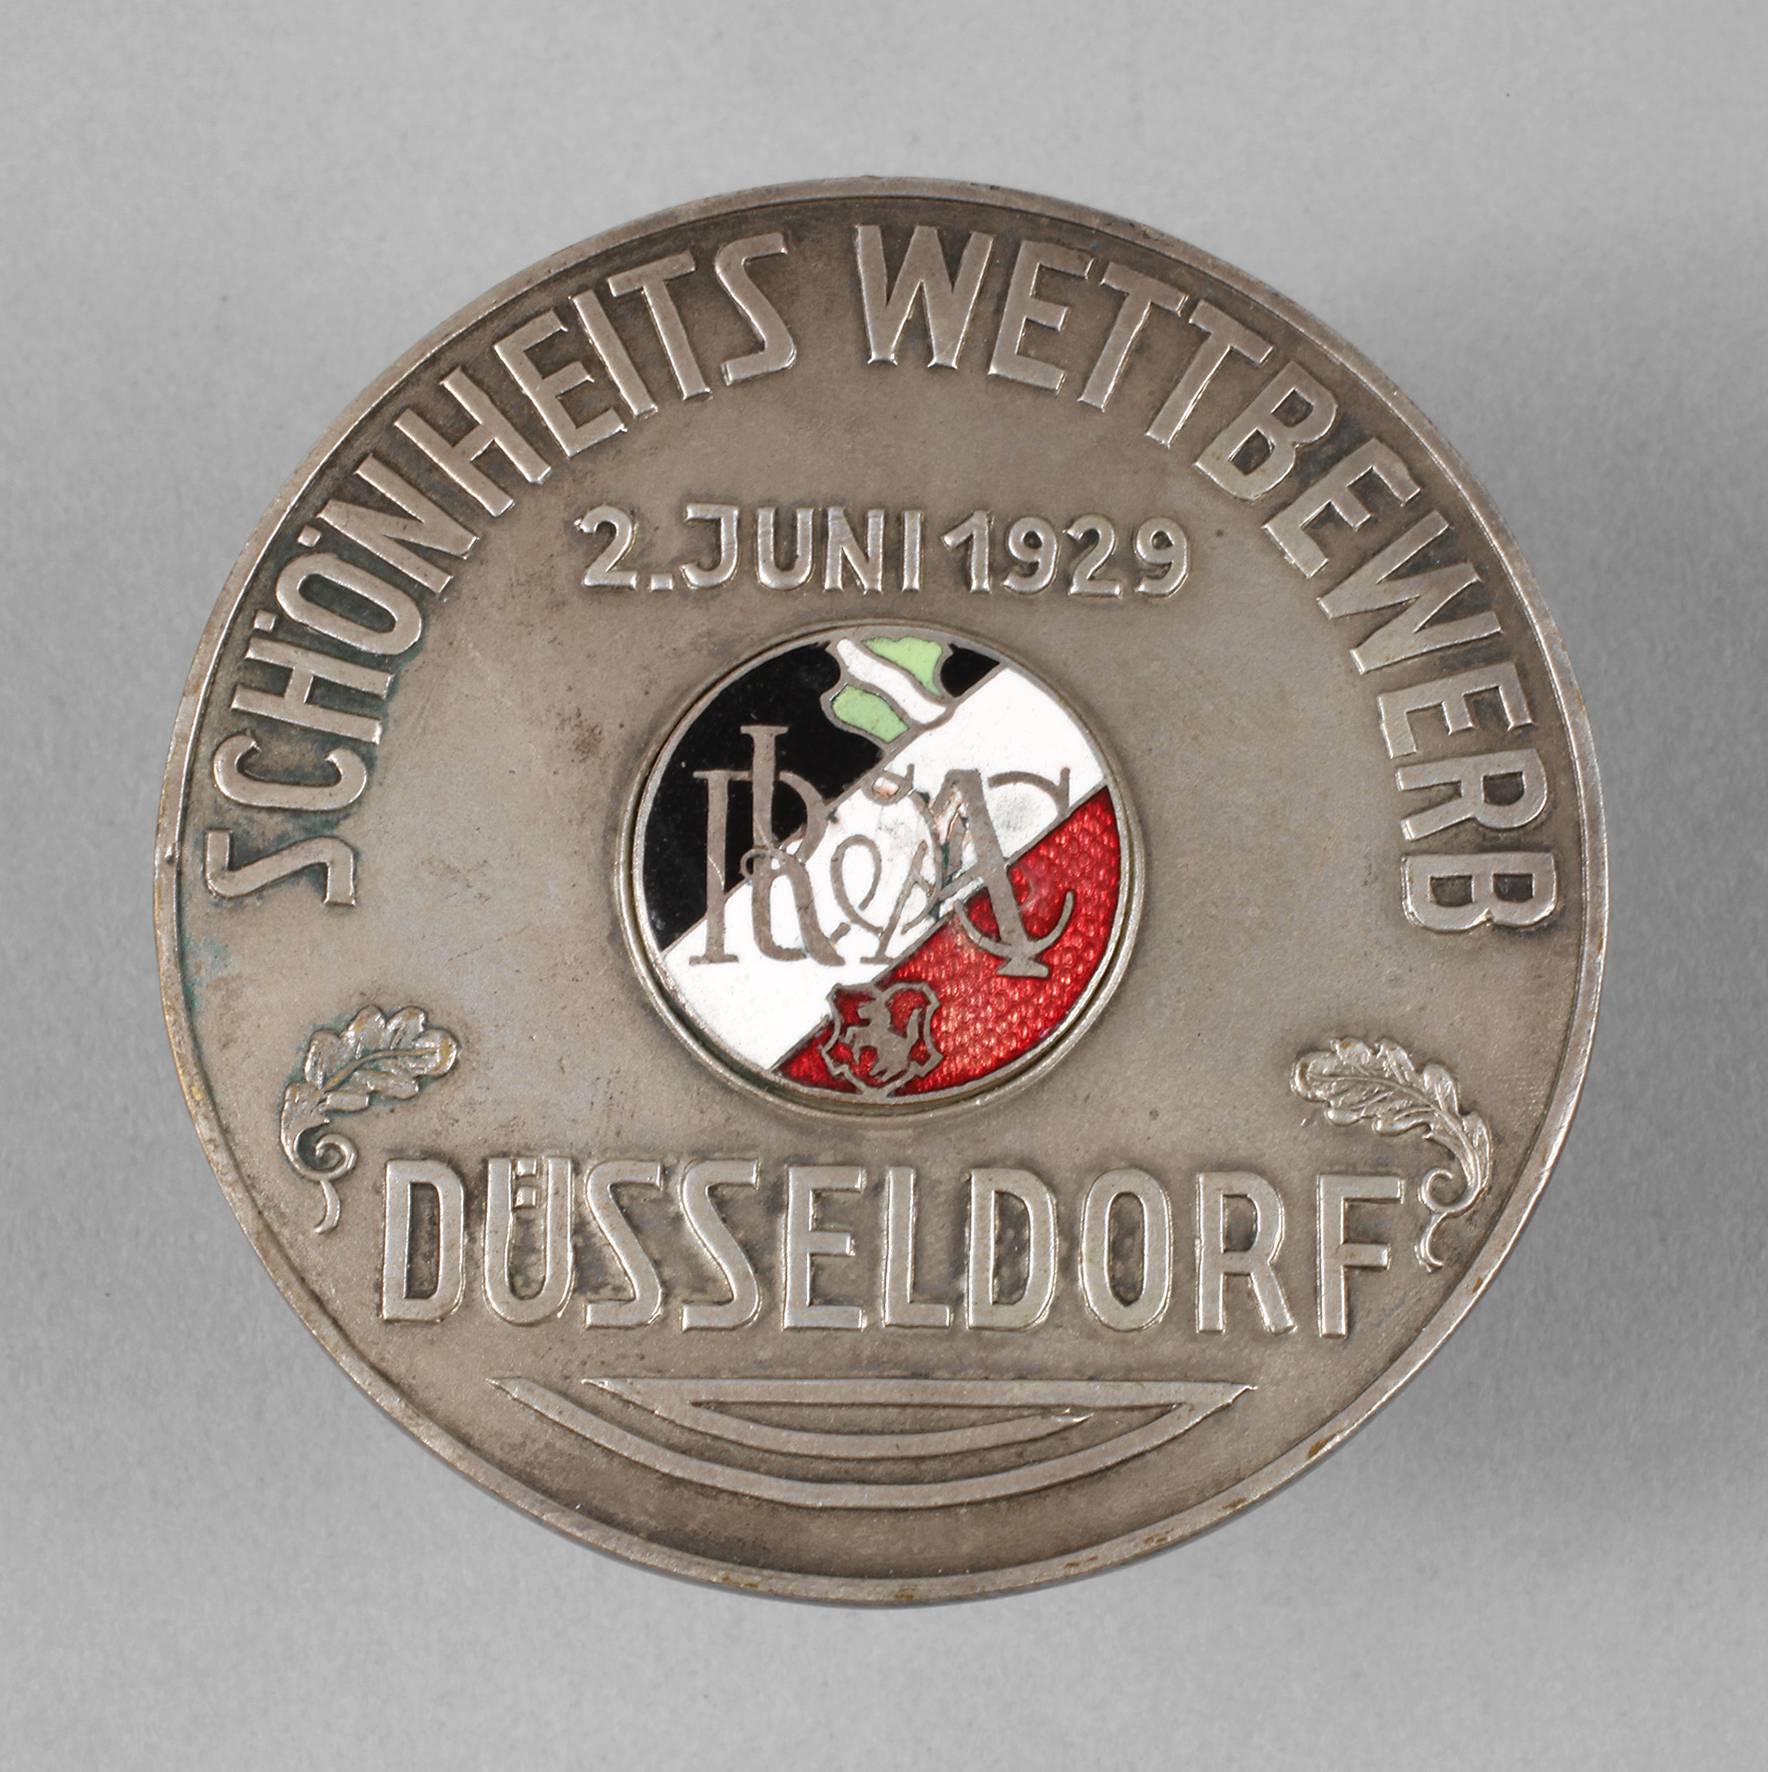 SCHÖNHEITS WETTBEWERB
2. JUNI 1929
DÜSSELDORF